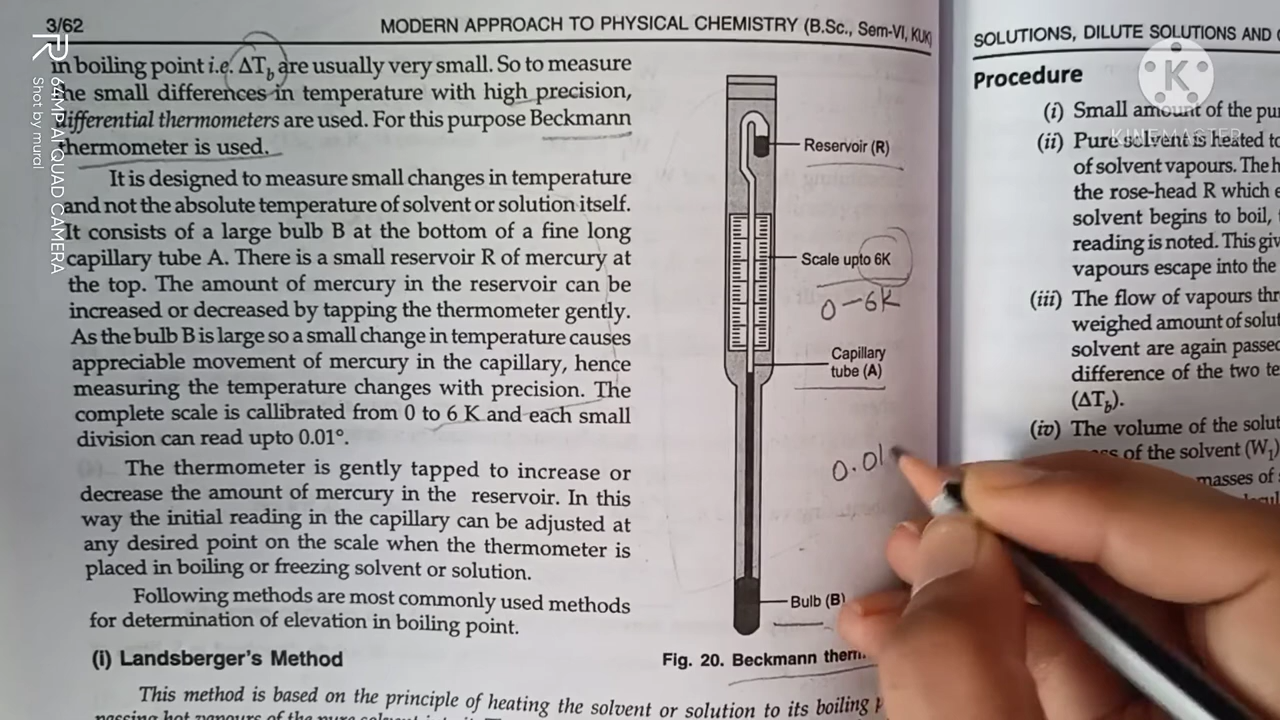 3/62
MODERN APPROACH TO PHYSICAL CHEMISTRY (B.Sc., Sem-VI, KUK)
n boiling point i.e. ΔTb are usually very small. So to measure
he small differences in temperature with high precision,
differential thermometers are used. For this purpose Beckmann
thermometer is used.
It is designed to measure small changes in temperature
and not the absolute temperature of solvent or solution itself.
It consists of a large bulb B at the bottom of a fine long
capillary tube A. There is a small reservoir R of mercury at
the top. The amount of mercury in the reservoir can be
increased or decreased by tapping the thermometer gently.
As the bulb B is large so a small change in temperature causes
appreciable movement of mercury in the capillary, hence
measuring the temperature changes with precision. The
complete scale is callibrated from 0 to 6 K and each small
division can read upto 0.01°.
The thermometer is gently tapped to increase or
decrease the amount of mercury in the reservoir. In this
way the initial reading in the capillary can be adjusted at
any desired point on the scale when the thermometer is
placed in boiling or freezing solvent or solution.
Following methods are most commonly used methods
for determination of elevation in boiling point.
(i) Landsberger's Method
This method is based on the principle of heating the solvent or solution to its boiling
Reservoir (R)
Scale upto 6K
0-6K
Capillary
tube (A)
0.01
Bulb (B)
Fig. 20. Beckmann therm
SOLUTIONS, DILUTE SOLUTIONS AND
Procedure
(i) Small amount of the pu
(ii) Pure solvent is heated to
of solvent vapours. The h
the rose-head R which
solvent begins to boil,
reading is noted. This giv
vapours escape into the
(iii) The flow of vapours thr
weighed amount of solut
solvent are again passe
difference of the two te
(ΔTb).
(iv) The volume of the solut
ss of the solvent (W1)
masses of
K
KINEMASTER
64MP AI QUAD CAMERA
Shot by mural